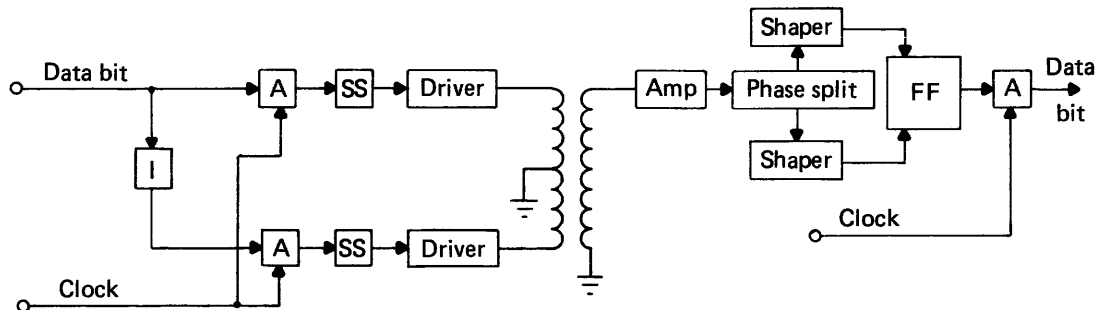 Data bit
A
SS
Driver
I
A
SS
Driver
Clock
Amp
Phase split
Shaper
Shaper
FF
A
Data
bit
Clock